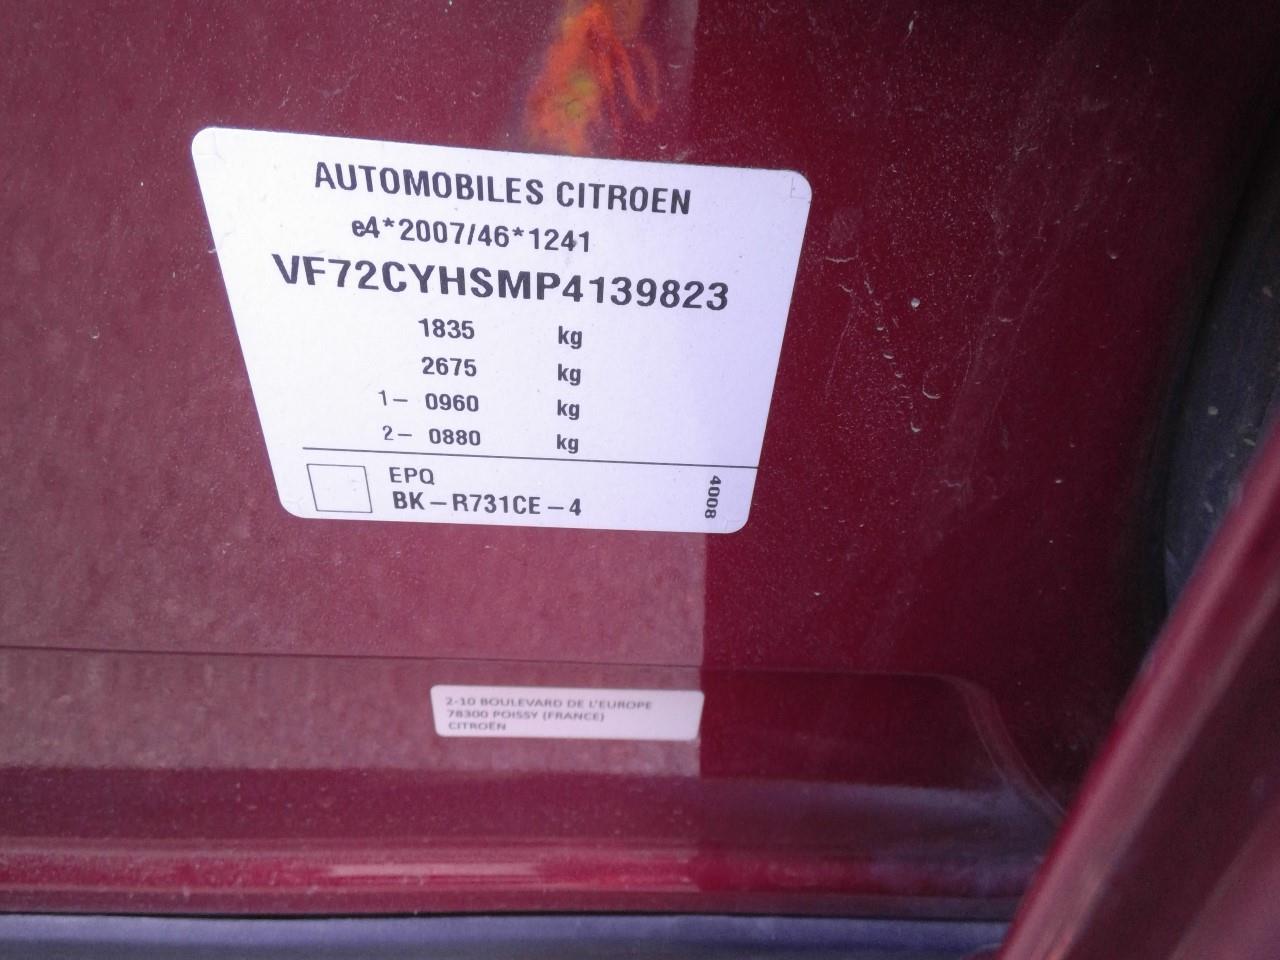 AUTOMOBILES CITROEN
e4*2007/46*1241
VF72CYHSMP4139823
1835 kg
2675 kg
1- 0960 kg
2- 0880 kg
EPQ
BK-R731CE-4
4008
2-10 BOULEVARD DE L'EUROPE
78300 POISSY (FRANCE)
CITROËN